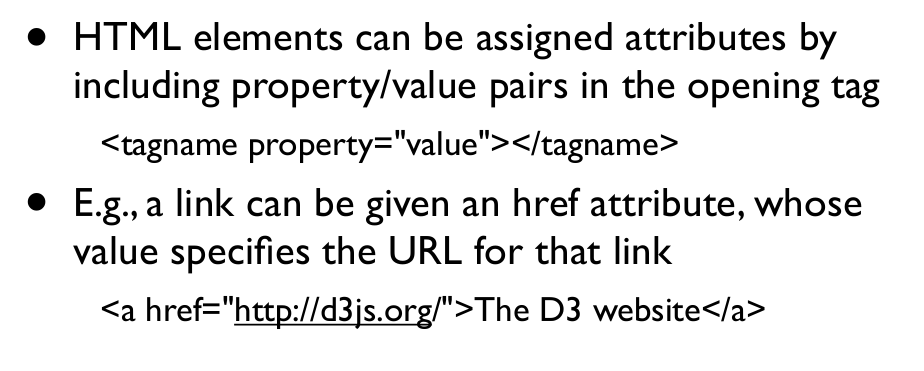 • HTML elements can be assigned attributes by
including property/value pairs in the opening tag
<tagname property="value"></tagname>
• E.g., a link can be given an href attribute, whose
value specifies the URL for that link
<a href="http://d3js.org/">The D3 website</a>